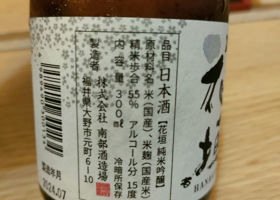 品目 日本酒 【花垣 純米吟醸】
原材料名 米(国産)、米麹(国産米)
精米歩合 55% アルコール分 15度
内容量 300ml 冷暗所保存
製造者 株式会社 南部酒造場
福井県大野市元町6-10
製造年月
2024.07
花垣